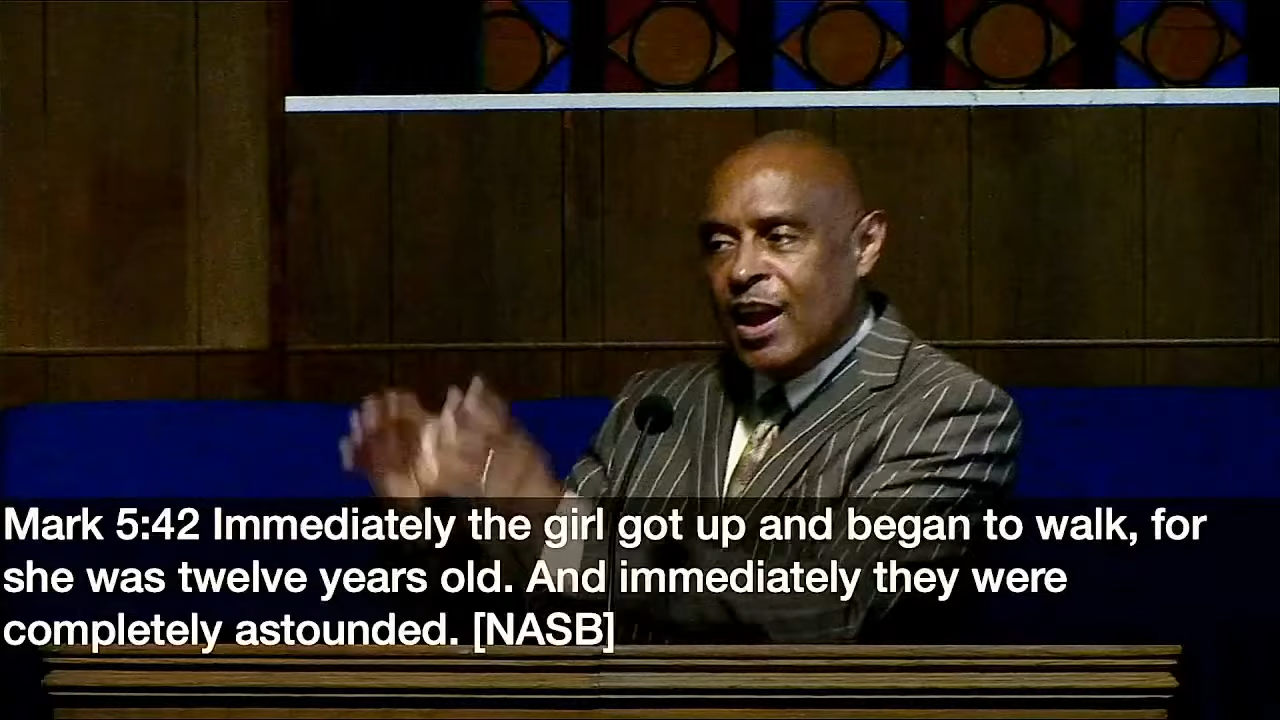 Mark 5:42 Immediately the girl got up and began to walk, for
she was twelve years old. And immediately they were
completely astounded. [NASB]